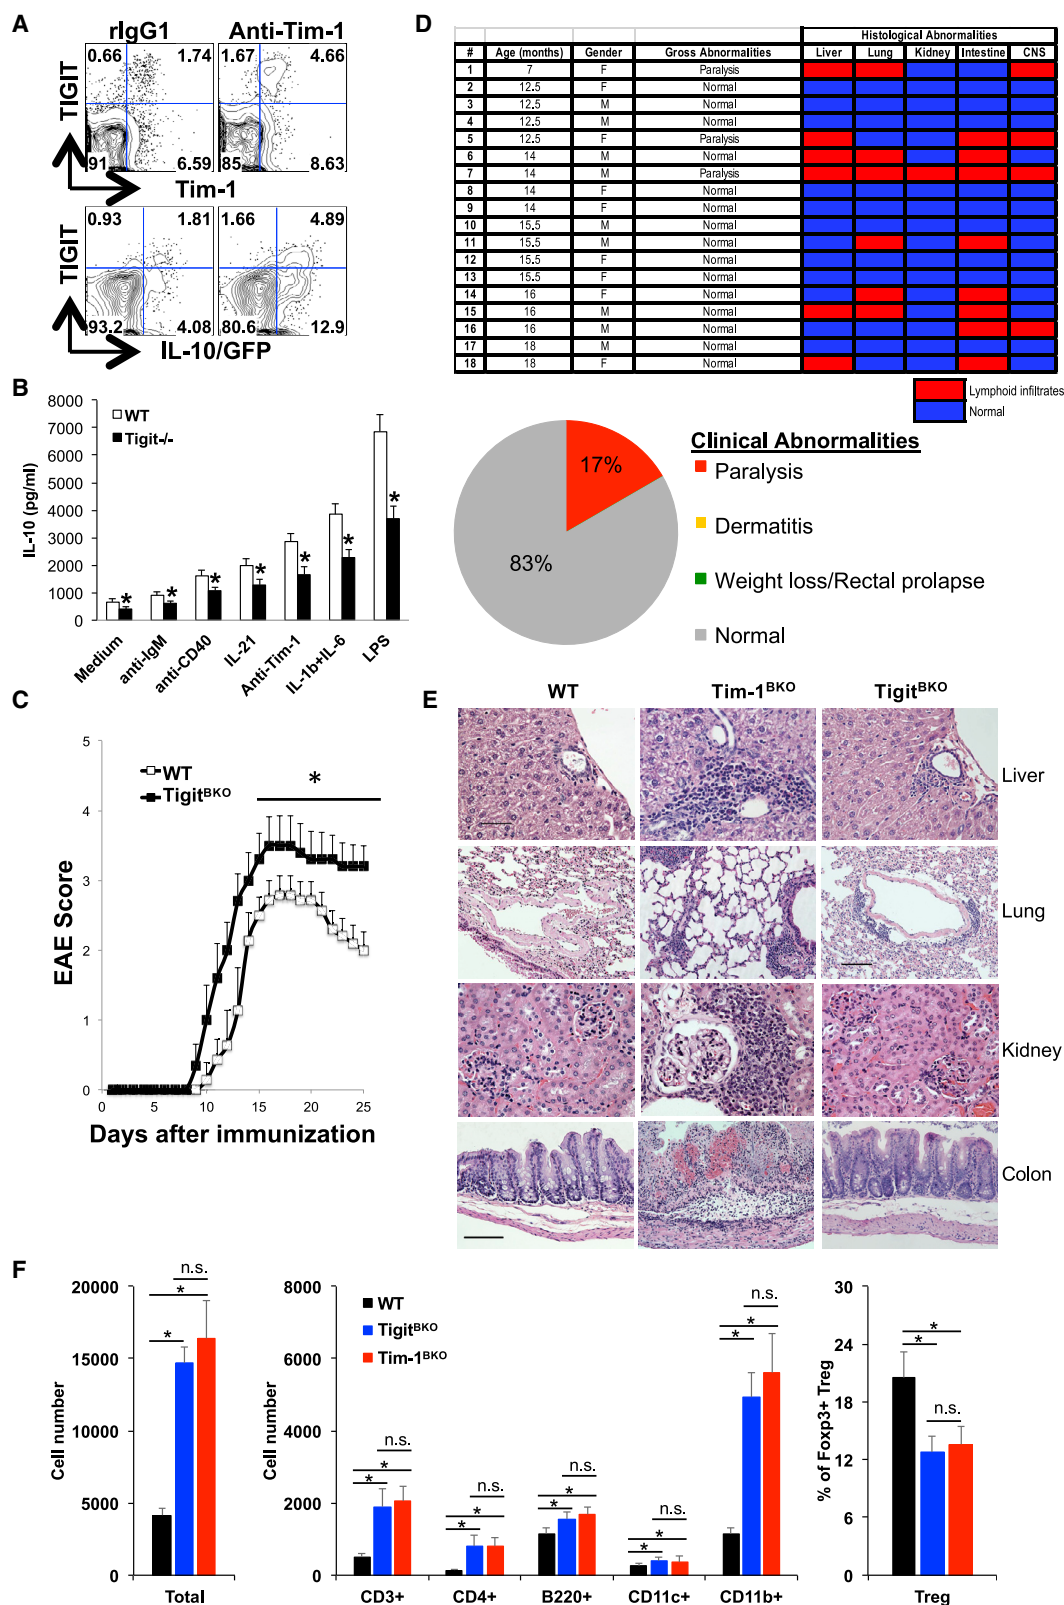 A
rIgG1 Anti-Tim-1
TIGIT
0.66 1.74 1.67 4.66
91 6.59 85 8.63
Tim-1
TIGIT
0.93 1.81 1.66 4.89
93.2 4.08 80.6 12.9
IL-10/GFP
B
IL-10 (pg/ml)
8000
7000
6000
5000
4000
3000
2000
1000
0
WT
Tigit-/-
* * * * * * *
Medium anti-IgM anti-CD40 IL-21 Anti-Tim-1 IL-1b+IL-6 LPS
C
EAE Score
5
4
3
2
1
0
WT
TigitBKO
*
0 5 10 15 20 25
Days after immunization
D
Histological Abnormalities
# Age (months) Gender Gross Abnormalities Liver Lung Kidney Intestine CNS
1 7 F Paralysis
2 12.5 F Normal
3 12.5 M Normal
4 12.5 M Normal
5 12.5 F Paralysis
6 14 M Normal
7 14 M Paralysis
8 14 F Normal
9 14 F Normal
10 15.5 M Normal
11 15.5 M Normal
12 15.5 F Normal
13 15.5 F Normal
14 16 F Normal
15 16 M Normal
16 16 M Normal
17 18 M Normal
18 18 F Normal
Lymphoid infiltrates
Normal
17%
83%
Clinical Abnormalities
Paralysis
Dermatitis
Weight loss/Rectal prolapse
Normal
E
WT Tim-1BKO TigitBKO
Liver
Lung
Kidney
Colon
F
Cell number
20000
15000
10000
5000
0
n.s.
*
*
Total
Cell number
8000
6000
4000
2000
0
WT
TigitBKO
Tim-1BKO
n.s. n.s. n.s. n.s. n.s.
* * * * *
* * * * *
CD3+ CD4+ B220+ CD11c+ CD11b+
% of Foxp3+ Treg
30
24
18
12
6
0
*
*
n.s.
Treg